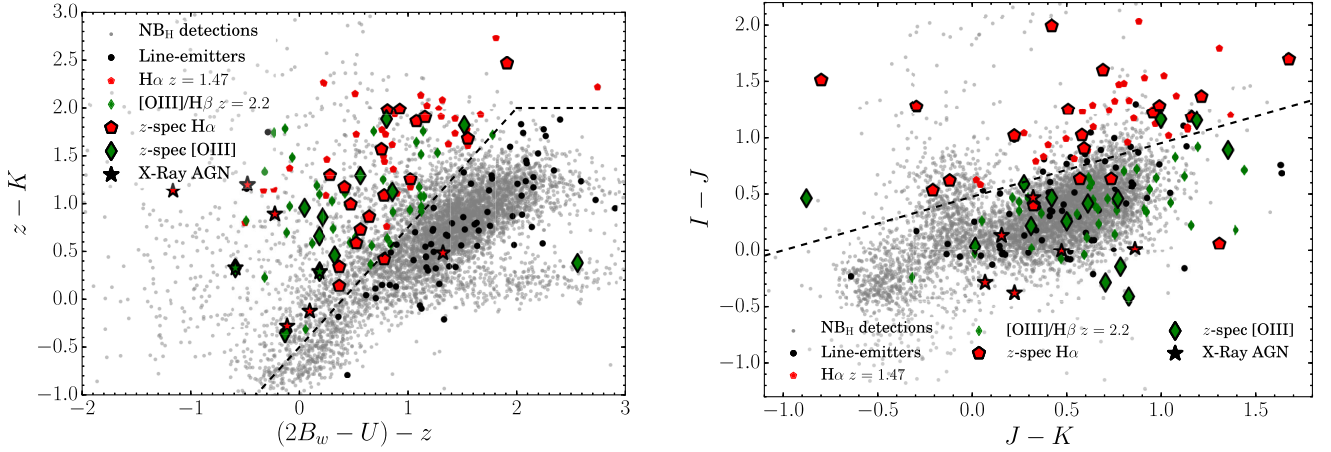 3.0
2.5
2.0
1.5
1.0
0.5
0.0
−0.5
−1.0
z − K
NB_H detections
Line-emitters
Hα z = 1.47
[OIII]/Hβ z = 2.2
z-spec Hα
z-spec [OIII]
X-Ray AGN
−2 −1 0 1 2 3
(2B_w − U) − z
2.0
1.5
1.0
0.5
0.0
−0.5
−1.0
I − J
NB_H detections [OIII]/Hβ z = 2.2 z-spec [OIII]
Line-emitters z-spec Hα X-Ray AGN
Hα z = 1.47
−1.0 −0.5 0.0 0.5 1.0 1.5
J − K